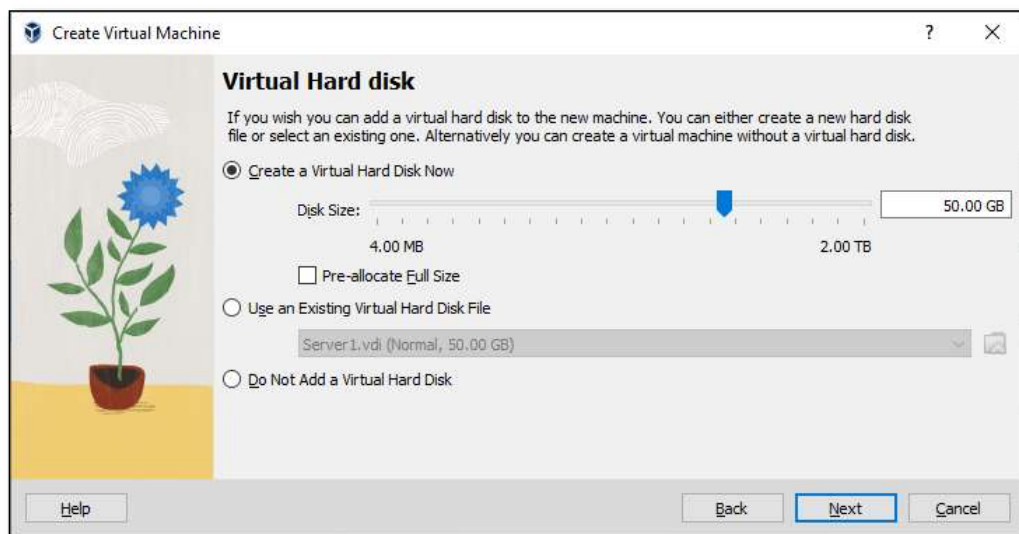 Create Virtual Machine
?
Virtual Hard disk
If you wish you can add a virtual hard disk to the new machine. You can either create a new hard disk
file or select an existing one. Alternatively you can create a virtual machine without a virtual hard disk.
Create a Virtual Hard Disk Now
Disk Size:
50.00 GB
4.00 MB
2.00 TB
Pre-allocate Full Size
Use an Existing Virtual Hard Disk File
Server1.vdi (Normal, 50.00 GB)
Do Not Add a Virtual Hard Disk
Help
Back
Next
Cancel